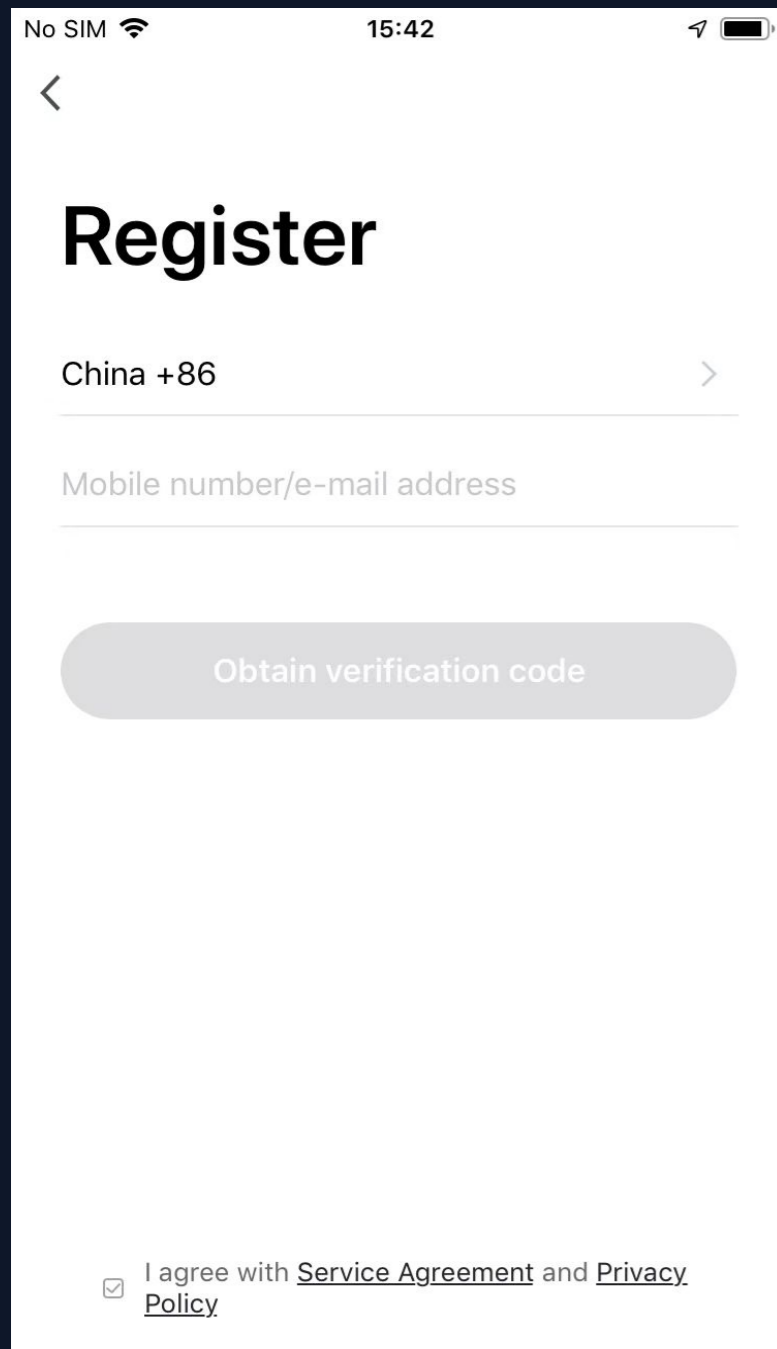 No SIM 15:42
Register
China +86
Mobile number/e-mail address
Obtain verification code
I agree with Service Agreement and Privacy
Policy